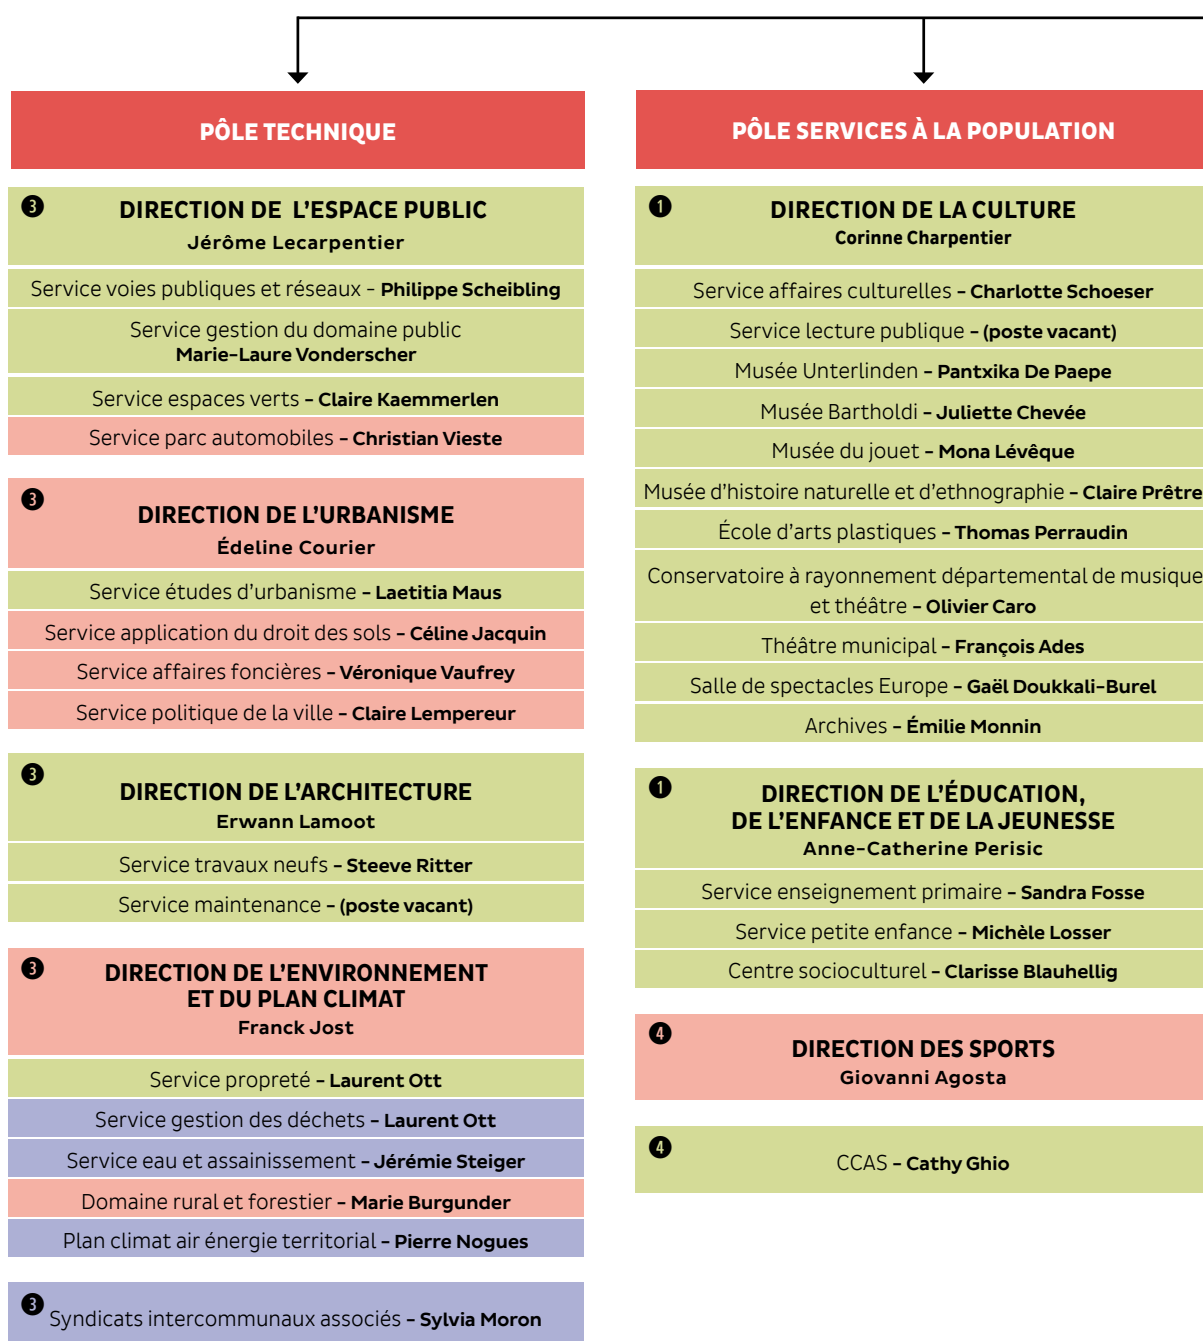 PÔLE TECHNIQUE
❸ DIRECTION DE L’ESPACE PUBLIC
Jérôme Lecarpentier
Service voies publiques et réseaux - Philippe Scheibling
Service gestion du domaine public
Marie-Laure Vonderscher
Service espaces verts - Claire Kaemmerlen
Service parc automobiles - Christian Vieste
❸ DIRECTION DE L’URBANISME
Édeline Courier
Service études d’urbanisme - Laetitia Maus
Service application du droit des sols - Céline Jacquin
Service affaires foncières - Véronique Vaufrey
Service politique de la ville - Claire Lempereur
❸ DIRECTION DE L’ARCHITECTURE
Erwann Lamoot
Service travaux neufs - Steeve Ritter
Service maintenance - (poste vacant)
❸ DIRECTION DE L’ENVIRONNEMENT
ET DU PLAN CLIMAT
Franck Jost
Service propreté - Laurent Ott
Service gestion des déchets - Laurent Ott
Service eau et assainissement - Jérémie Steiger
Domaine rural et forestier - Marie Burgunder
Plan climat air énergie territorial - Pierre Nogues
❸ Syndicats intercommunaux associés - Sylvia Moron
PÔLE SERVICES À LA POPULATION
❶ DIRECTION DE LA CULTURE
Corinne Charpentier
Service affaires culturelles - Charlotte Schoeser
Service lecture publique - (poste vacant)
Musée Unterlinden - Pantxika De Paepe
Musée Bartholdi - Juliette Chevée
Musée du jouet - Mona Lévêque
Musée d’histoire naturelle et d’ethnographie - Claire Prêtre
École d’arts plastiques - Thomas Perraudin
Conservatoire à rayonnement départemental de musique
et théâtre - Olivier Caro
Théâtre municipal - François Ades
Salle de spectacles Europe - Gaël Doukkali-Burel
Archives - Émilie Monnin
❶ DIRECTION DE L’ÉDUCATION,
DE L’ENFANCE ET DE LA JEUNESSE
Anne-Catherine Perisic
Service enseignement primaire - Sandra Fosse
Service petite enfance - Michèle Losser
Centre socioculturel - Clarisse Blauhellig
❹ DIRECTION DES SPORTS
Giovanni Agosta
❹ CCAS - Cathy Ghio